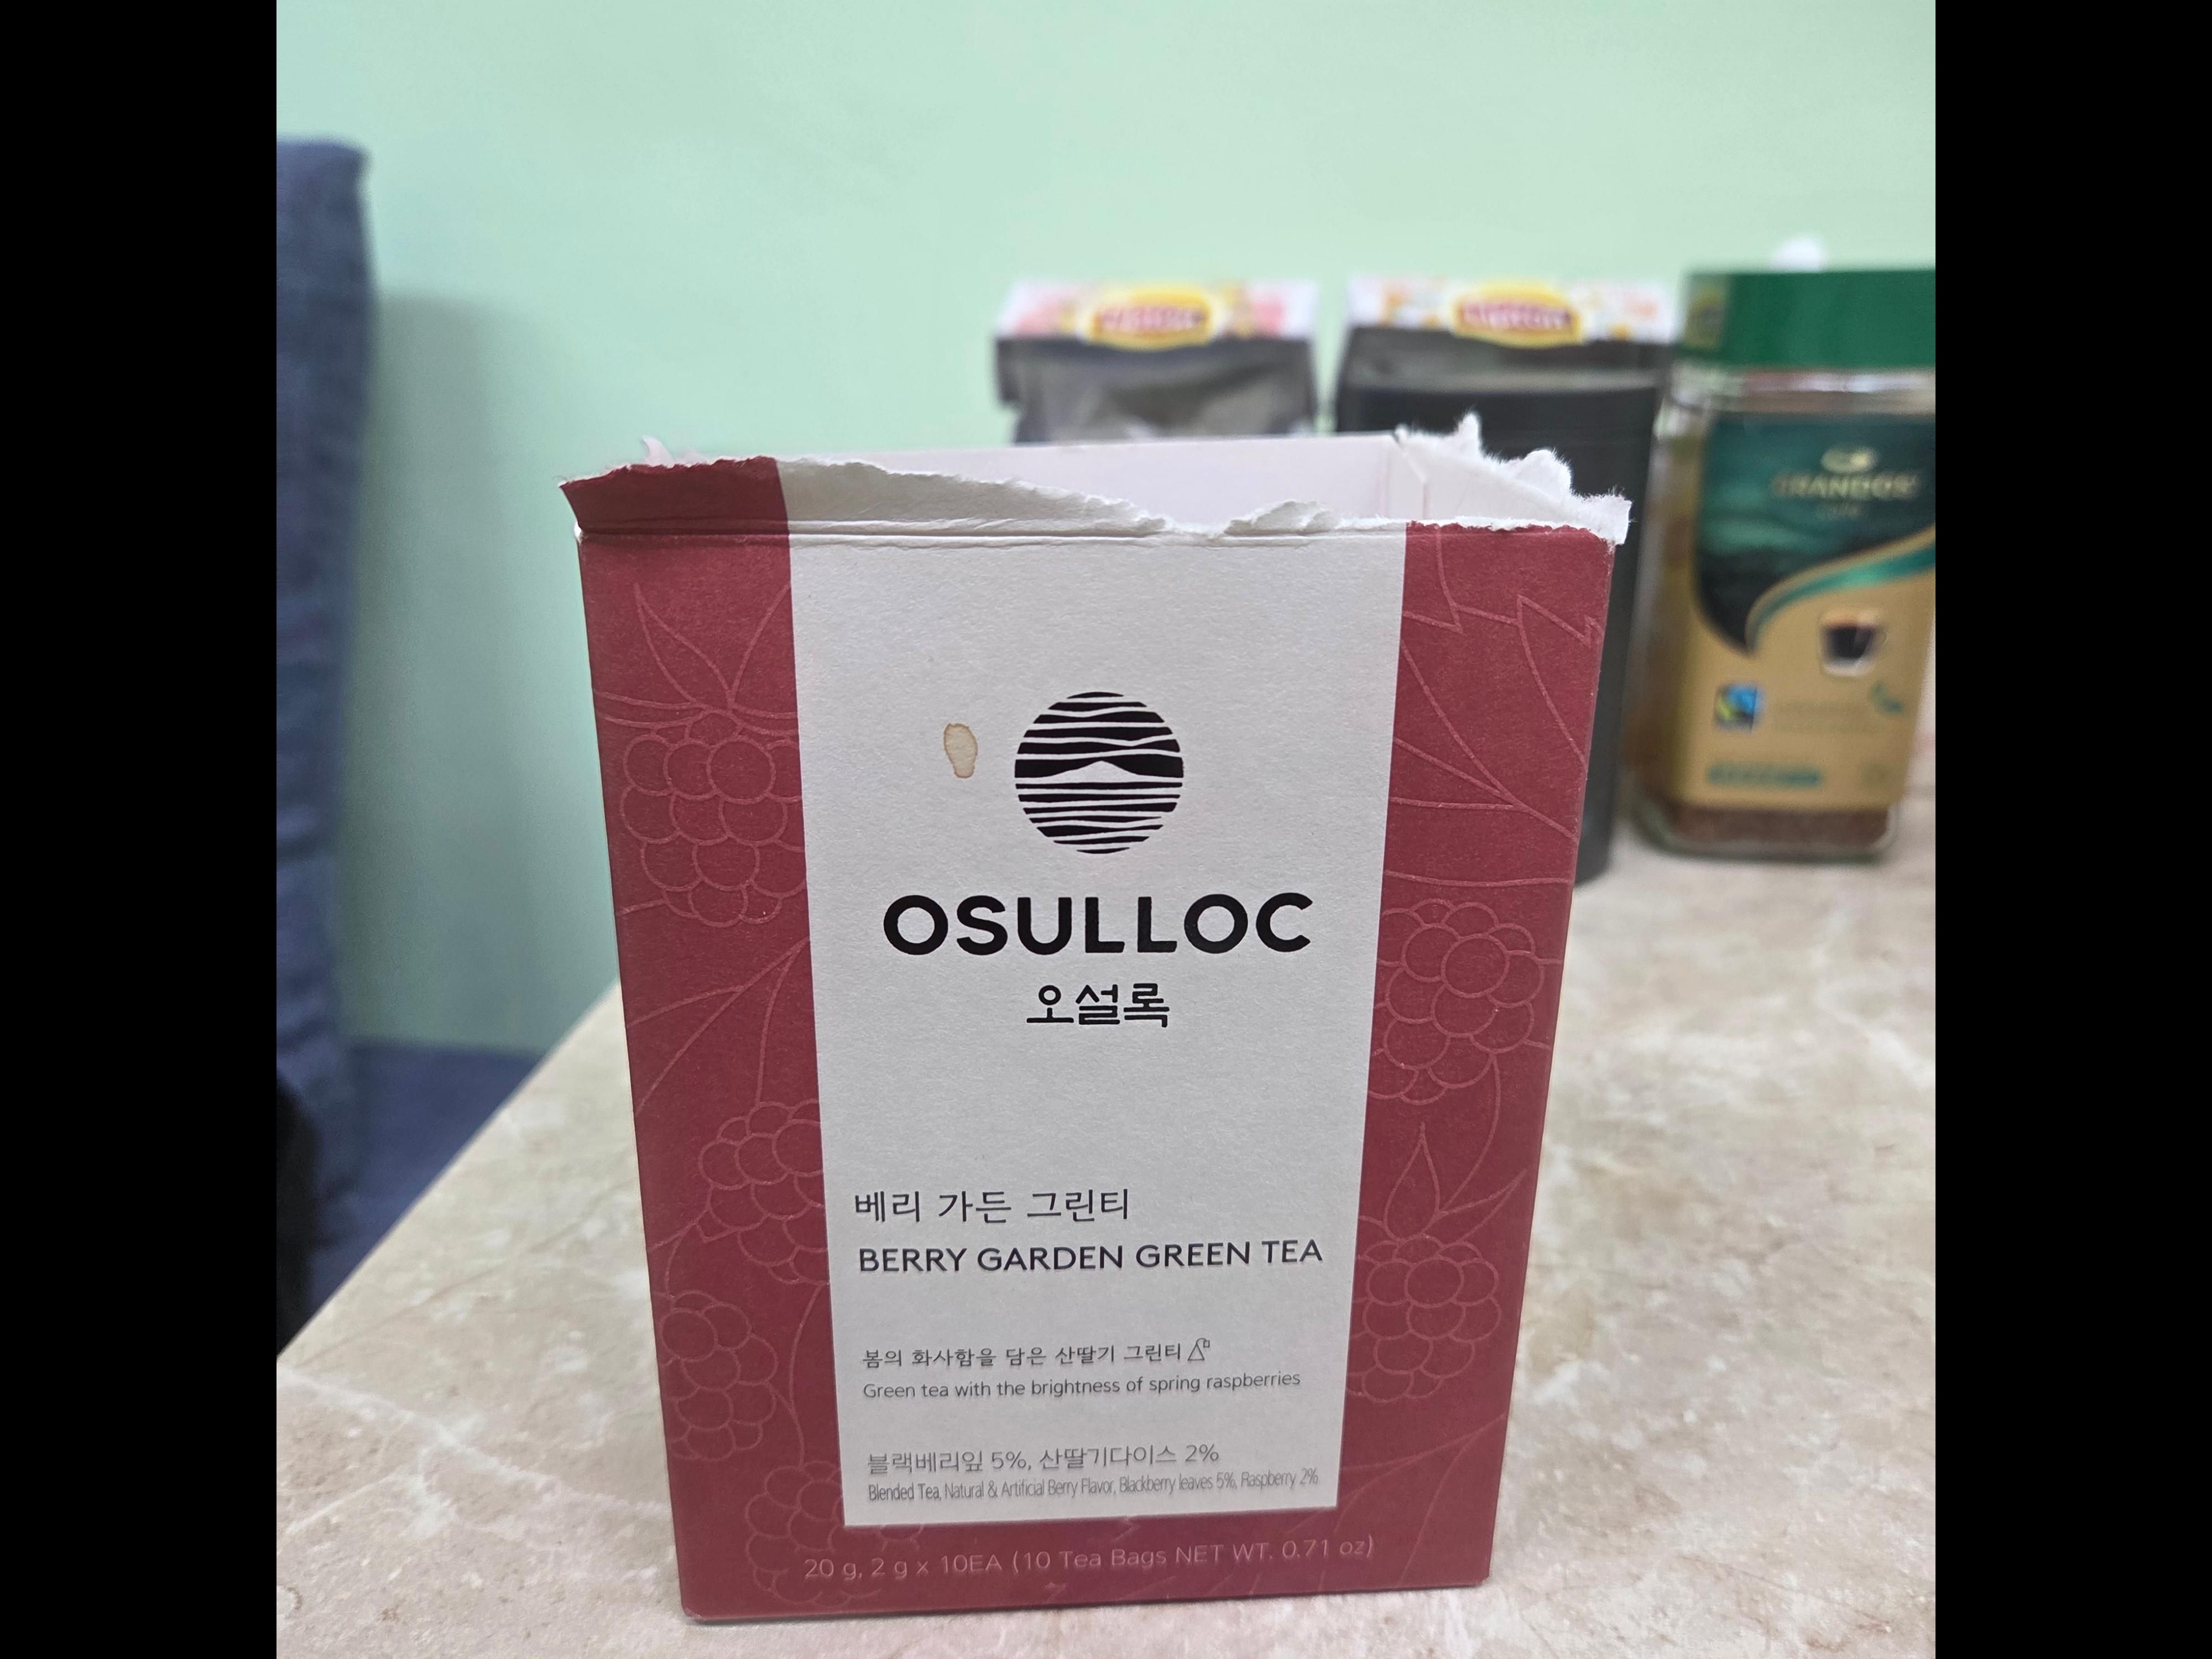 OSULLOC
오설록
베리 가든 그린티
BERRY GARDEN GREEN TEA
봄의 화사함을 담은 산딸기 그린티
Green tea with the brightness of spring raspberries
블랙베리잎 5%, 산딸기다이스 2%
Blended Tea, Natural & Artificial Berry Flavor, Blackberry leaves 5%, Raspberry 2%
20 g, 2 g x 10EA (10 Tea Bags NET WT. 0.71 oz)
Lipton